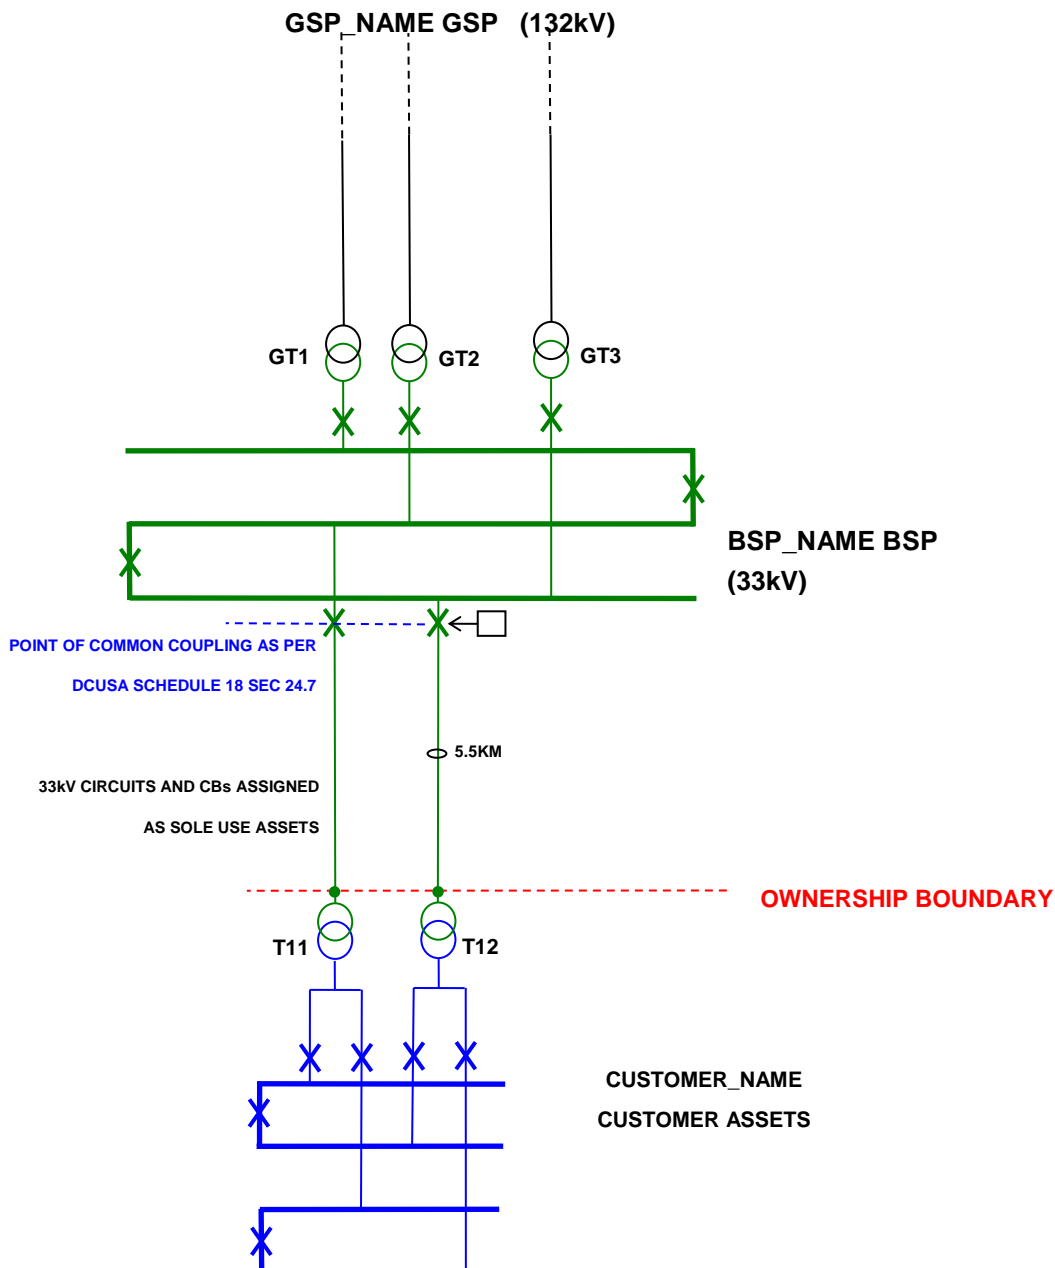 GSP_NAME GSP (132kV)
GT1
GT2
GT3
BSP_NAME BSP
(33kV)
POINT OF COMMON COUPLING AS PER
DCUSA SCHEDULE 18 SEC 24.7
5.5KM
33kV CIRCUITS AND CBs ASSIGNED
AS SOLE USE ASSETS
OWNERSHIP BOUNDARY
T11
T12
CUSTOMER_NAME
CUSTOMER ASSETS